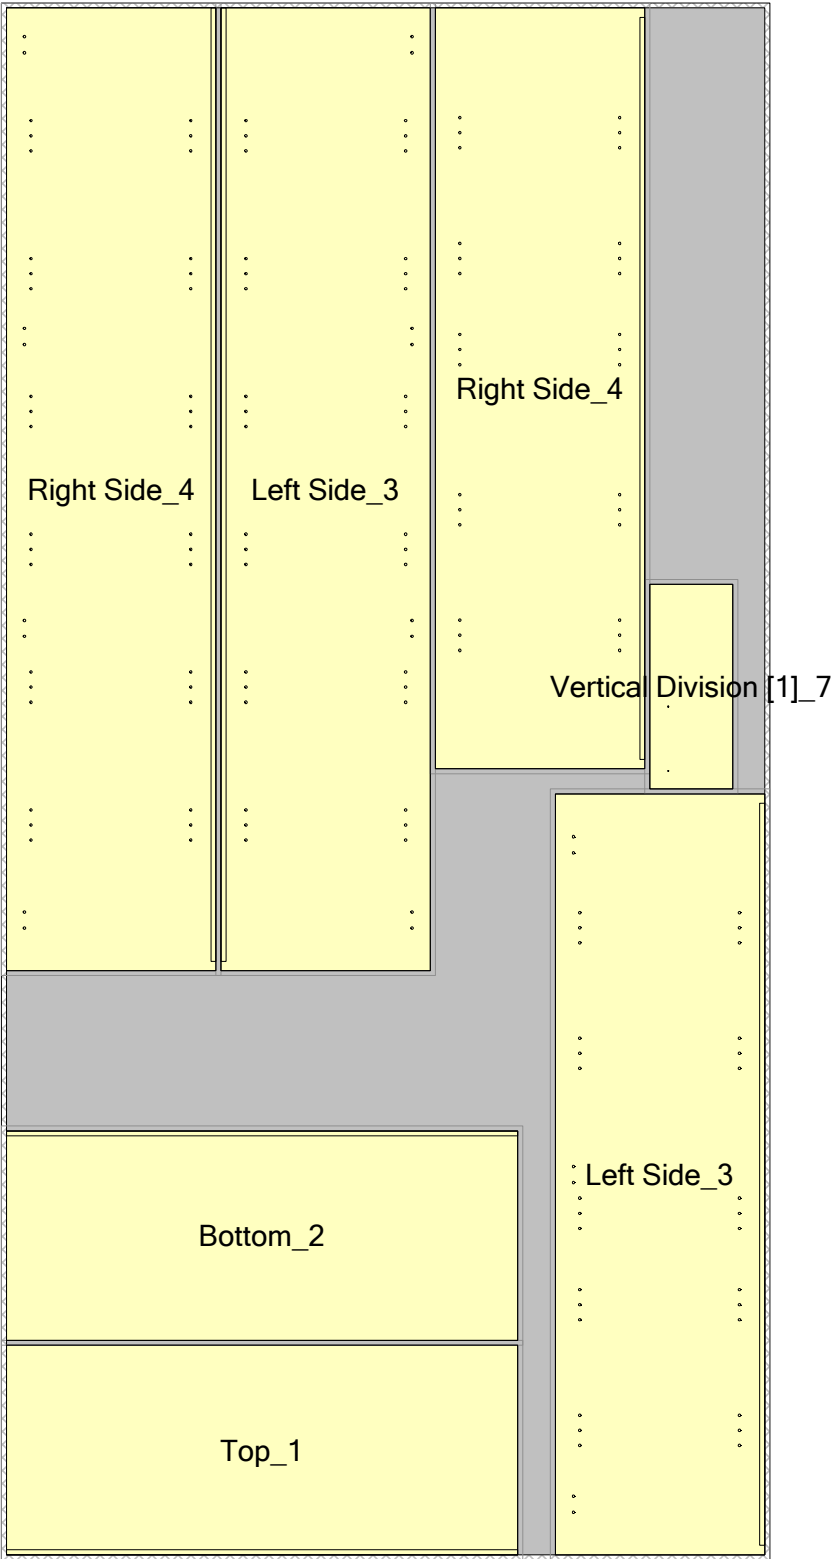 Right Side_4
Right Side_4
Left Side_3
Vertical Division [1]_7
Left Side_3
Bottom_2
Top_1